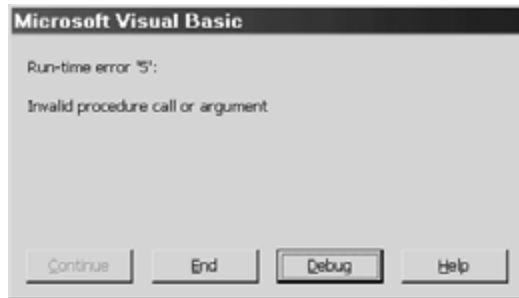 Microsoft Visual Basic
Run-time error '5':
Invalid procedure call or argument
Continue End Debug Help